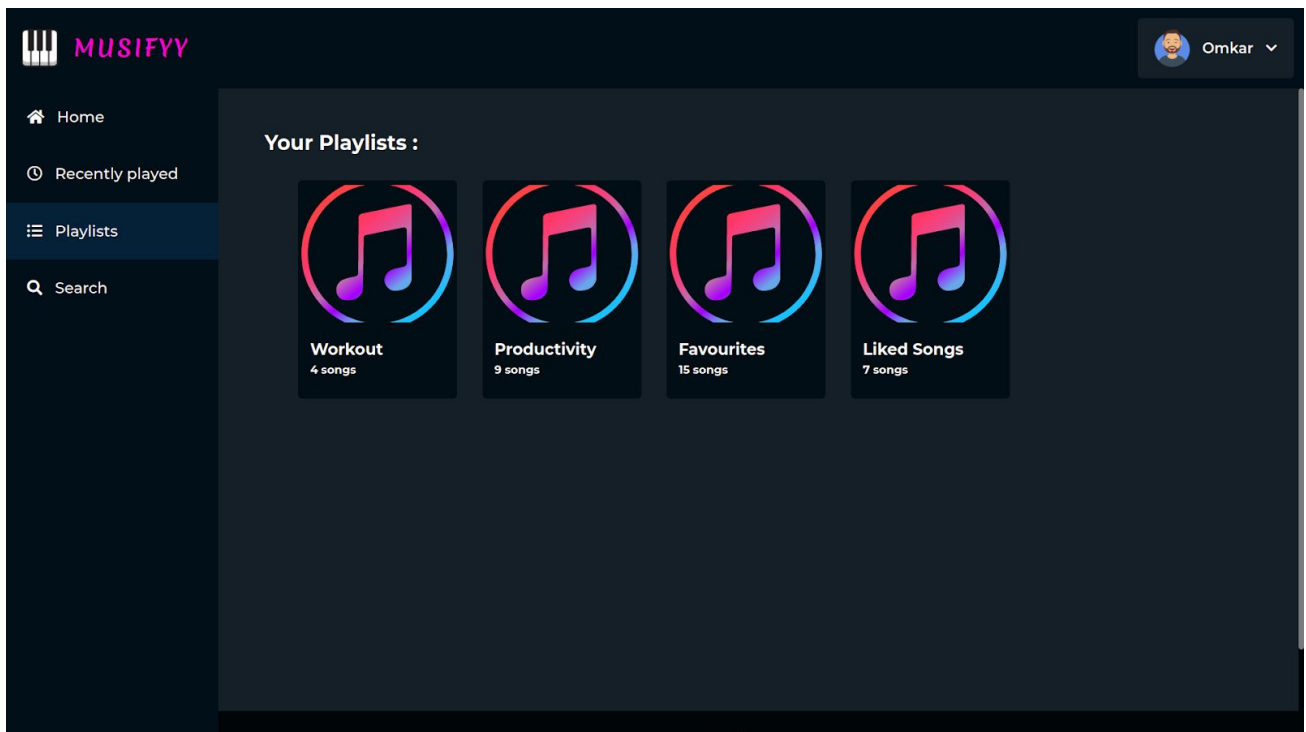 MUSIFYY
Omkar
Home
Recently played
Playlists
Search
Your Playlists :
Workout
4 songs
Productivity
9 songs
Favourites
15 songs
Liked Songs
7 songs